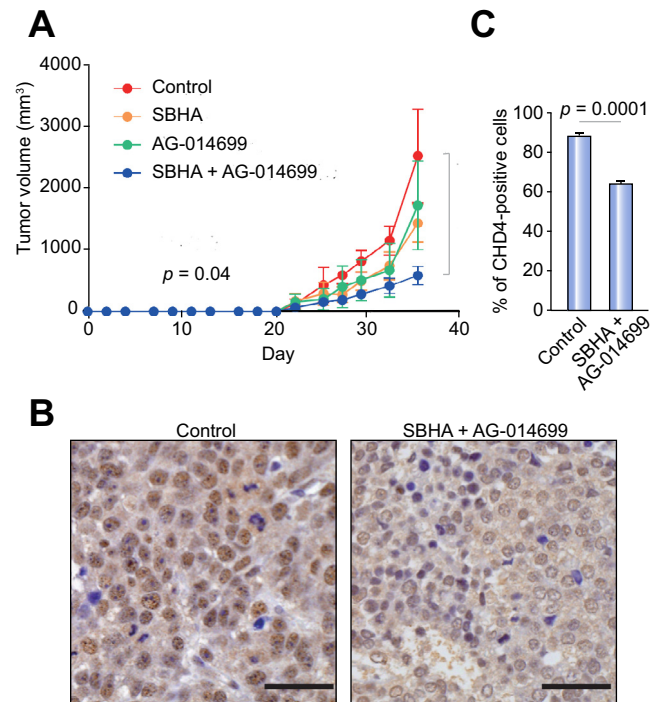 A
Tumor volume (mm³)
4000
3000
2000
1000
0
Control
SBHA
AG-014699
SBHA + AG-014699
p = 0.04
0
10
20
30
40
Day
C
p = 0.0001
% of CHD4-positive cells
100
80
60
40
20
0
Control
SBHA +
AG-014699
B
Control
SBHA + AG-014699